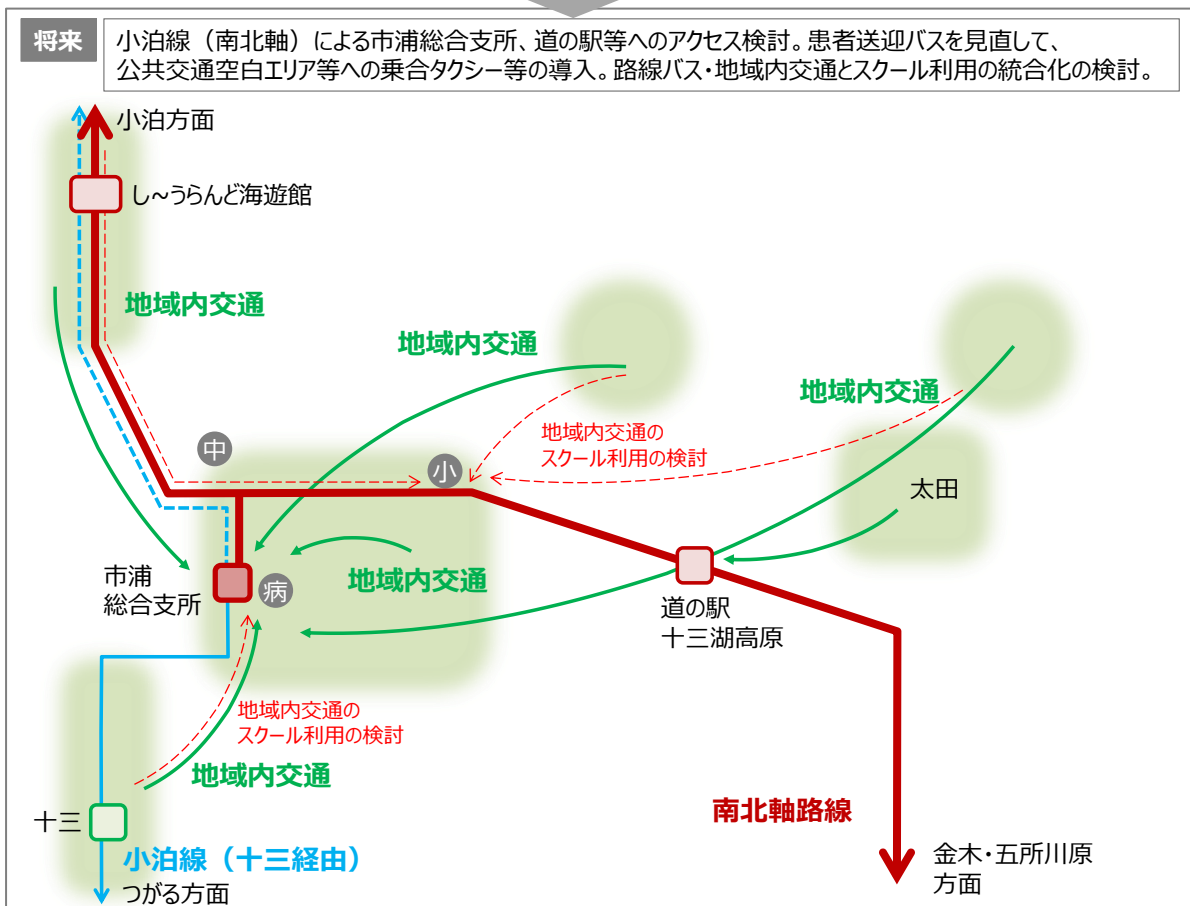 将来
小泊線（南北軸）による市浦総合支所、道の駅等へのアクセス検討。患者送迎バスを見直して、
公共交通空白エリア等への乗合タクシー等の導入。路線バス・地域内交通とスクール利用の統合化の検討。
小泊方面
し～うらんど海遊館
地域内交通
地域内交通
地域内交通
地域内交通の
スクール利用の検討
中
小
太田
市浦
総合支所
病
地域内交通
道の駅
十三湖高原
地域内交通の
スクール利用の検討
地域内交通
十三
南北軸路線
小泊線（十三経由）
つがる方面
金木・五所川原
方面